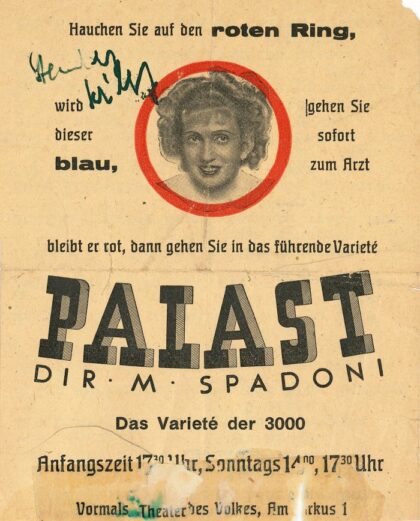 Hauchen Sie auf den roten Ring,
wird
dieser
blau,
gehen Sie
sofort
zum Arzt
bleibt er rot, dann gehen Sie in das führende Varieté
PALAST
DIR · M · SPADONI
Das Varieté der 3000
Anfangszeit 17³⁰ Uhr, Sonntags 14⁰⁰, 17³⁰ Uhr
Vormals Theater des Volkes, Am Zirkus 1